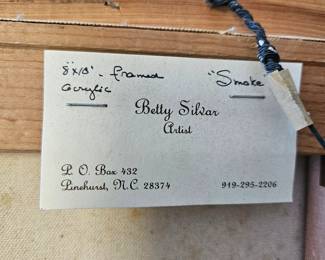 8"x10" - framed "Smoke"
acrylic
Betty Silvar
Artist
P. O. Box 432
Pinehurst, N.C. 28374 919-295-2206